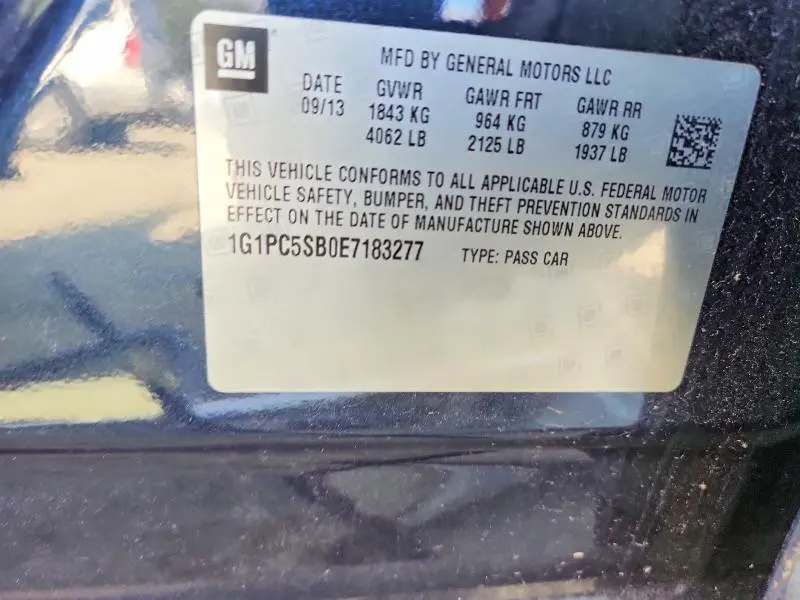 GM
MFD BY GENERAL MOTORS LLC
DATE GVWR GAWR FRT GAWR RR
09/13 1843 KG 964 KG 879 KG
4062 LB 2125 LB 1937 LB
THIS VEHICLE CONFORMS TO ALL APPLICABLE U.S. FEDERAL MOTOR
VEHICLE SAFETY, BUMPER, AND THEFT PREVENTION STANDARDS IN
EFFECT ON THE DATE OF MANUFACTURE SHOWN ABOVE.
1G1PC5SB0E7183277 TYPE: PASS CAR